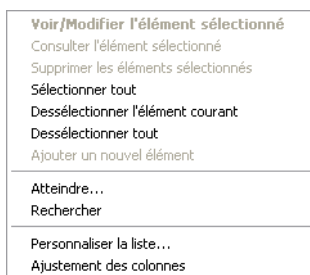 Voir/Modifier l'élément sélectionné
Consulter l'élément sélectionné
Supprimer les éléments sélectionnés
Sélectionner tout
Dessélectionner l'élément courant
Dessélectionner tout
Ajouter un nouvel élément
Atteindre...
Rechercher
Personnaliser la liste...
Ajustement des colonnes